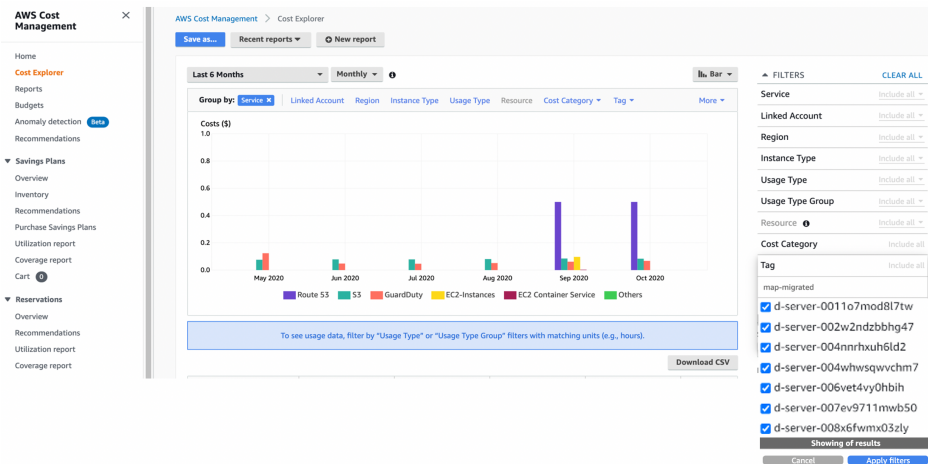 AWS Cost
Management
×
Home
Cost Explorer
Reports
Budgets
Anomaly detection Beta
Recommendations
Savings Plans
Overview
Inventory
Recommendations
Purchase Savings Plans
Utilization report
Coverage report
Cart 0
Reservations
Overview
Recommendations
Utilization report
Coverage report
AWS Cost Management > Cost Explorer
Save as... Recent reports New report
Last 6 Months Monthly Bar
Group by: Service × Linked Account Region Instance Type Usage Type Resource Cost Category Tag More
Costs ($)
1.0
0.8
0.6
0.4
0.2
0.0
May 2020 Jun 2020 Jul 2020 Aug 2020 Sep 2020 Oct 2020
Route 53 S3 GuardDuty EC2-Instances EC2 Container Service Others
To see usage data, filter by "Usage Type" or "Usage Type Group" filters with matching units (e.g., hours).
Download CSV
FILTERS CLEAR ALL
Service Include all
Linked Account Include all
Region Include all
Instance Type Include all
Usage Type Include all
Usage Type Group Include all
Resource Include all
Cost Category Include all
Tag Include all
map-migrated
d-server-0011o7mod8l7tw
d-server-002w2ndzbbhg47
d-server-004nnrhxuh6ld2
d-server-004whwsqwvchm7
d-server-006vet4vy0hbih
d-server-007ev9711mwb50
d-server-008x6fwmx03zly
Showing of results
Cancel Apply filters